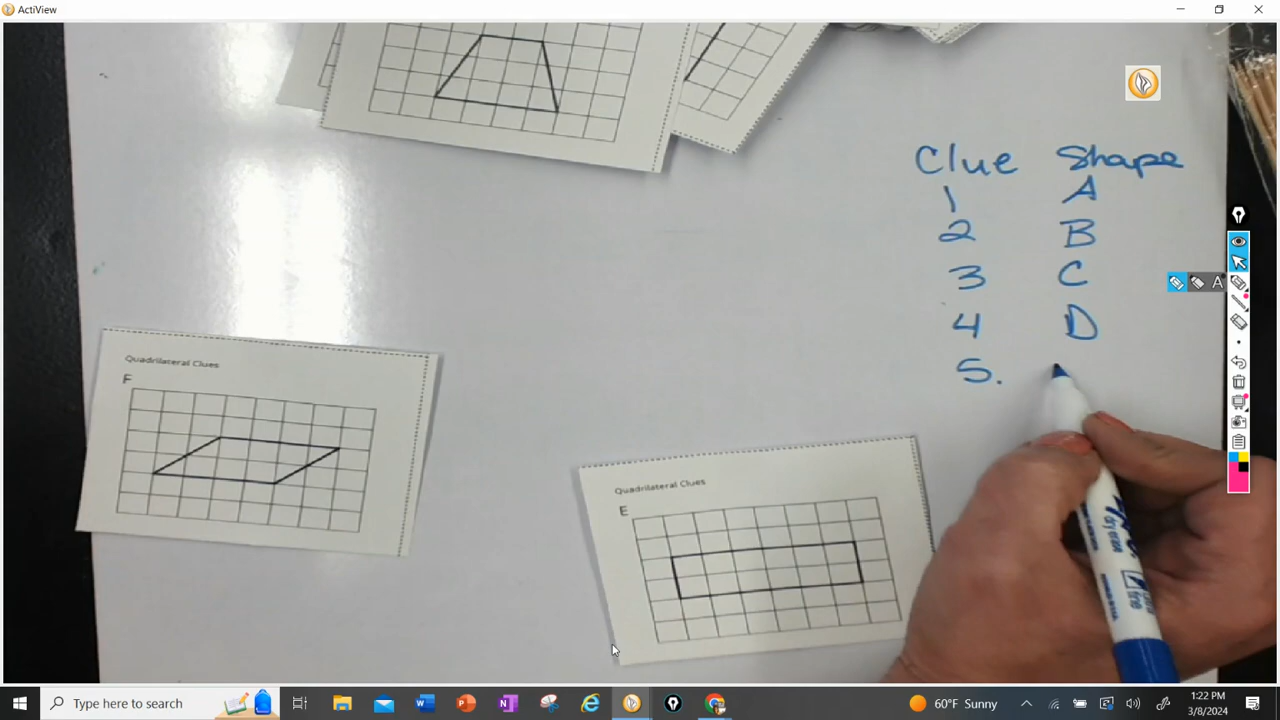 ActiView
Clue Shape
1 A
2 B
3 C
4 D
5.
Quadrilateral Clues
F
Quadrilateral Clues
E
A
Type here to search
60°F Sunny
1:22 PM
3/8/2024